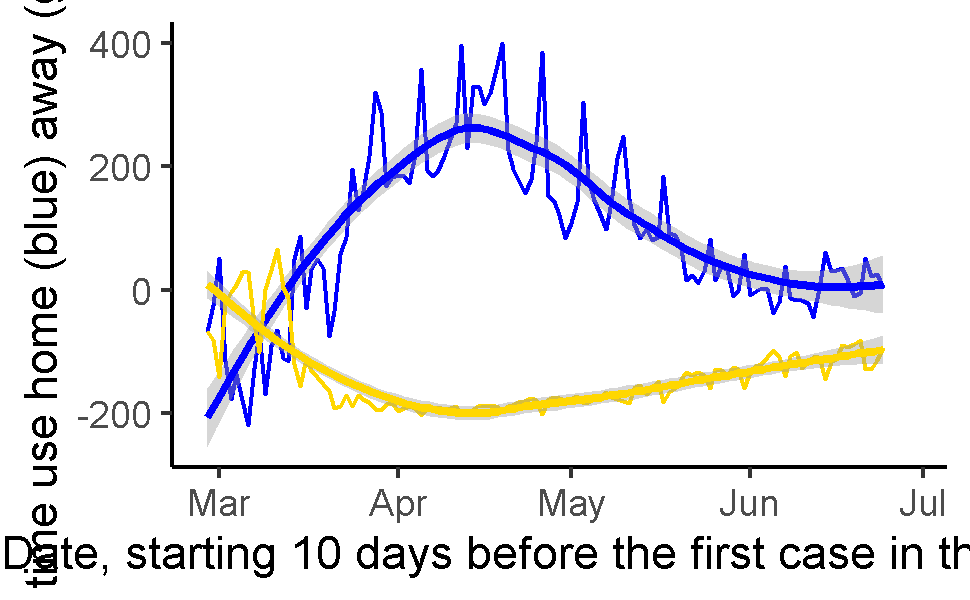 time use home (blue) away (
400
200
0
-200
Mar Apr May Jun Jul
Date, starting 10 days before the first case in th